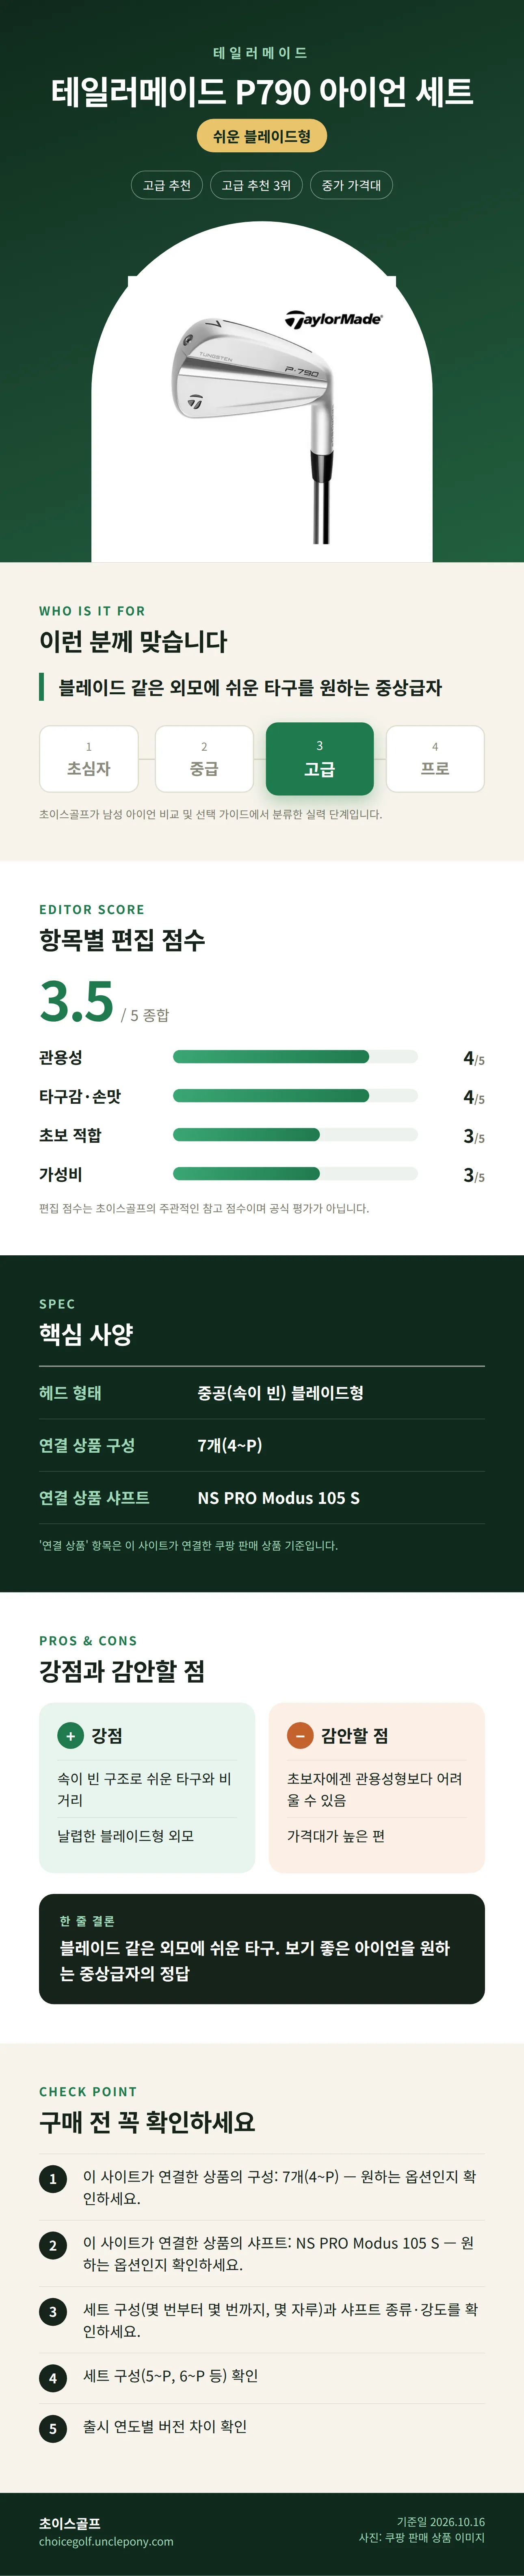 테일러메이드
테일러메이드 P790 아이언 세트
쉬운 블레이드형
고급 추천
고급 추천 3위
중가 가격대
TaylorMade
TUNGSTEN
P·790
WHO IS IT FOR
이런 분께 맞습니다
블레이드 같은 외모에 쉬운 타구를 원하는 중상급자
1
초심자
2
중급
3
고급
4
프로
초이스골프가 남성 아이언 비교 및 선택 가이드에서 분류한 실력 단계입니다.
EDITOR SCORE
항목별 편집 점수
3.5 / 5 종합
관용성 4/5
타구감·손맛 4/5
초보 적합 3/5
가성비 3/5
편집 점수는 초이스골프의 주관적인 참고 점수이며 공식 평가가 아닙니다.
SPEC
핵심 사양
헤드 형태 중공(속이 빈) 블레이드형
연결 상품 구성 7개(4~P)
연결 상품 샤프트 NS PRO Modus 105 S
'연결 상품' 항목은 이 사이트가 연결한 쿠팡 판매 상품 기준입니다.
PROS & CONS
강점과 감안할 점
+ 강점
속이 빈 구조로 쉬운 타구와 비
거리
날렵한 블레이드형 외모
− 감안할 점
초보자에겐 관용성형보다 어려
울 수 있음
가격대가 높은 편
한 줄 결론
블레이드 같은 외모에 쉬운 타구. 보기 좋은 아이언을 원하
는 중상급자의 정답
CHECK POINT
구매 전 꼭 확인하세요
1 이 사이트가 연결한 상품의 구성: 7개(4~P) — 원하는 옵션인지 확
인하세요.
2 이 사이트가 연결한 상품의 샤프트: NS PRO Modus 105 S — 원
하는 옵션인지 확인하세요.
3 세트 구성(몇 번부터 몇 번까지, 몇 자루)과 샤프트 종류·강도를 확
인하세요.
4 세트 구성(5~P, 6~P 등) 확인
5 출시 연도별 버전 차이 확인
초이스골프
choicegolf.unclepony.com
기준일 2026.10.16
사진: 쿠팡 판매 상품 이미지